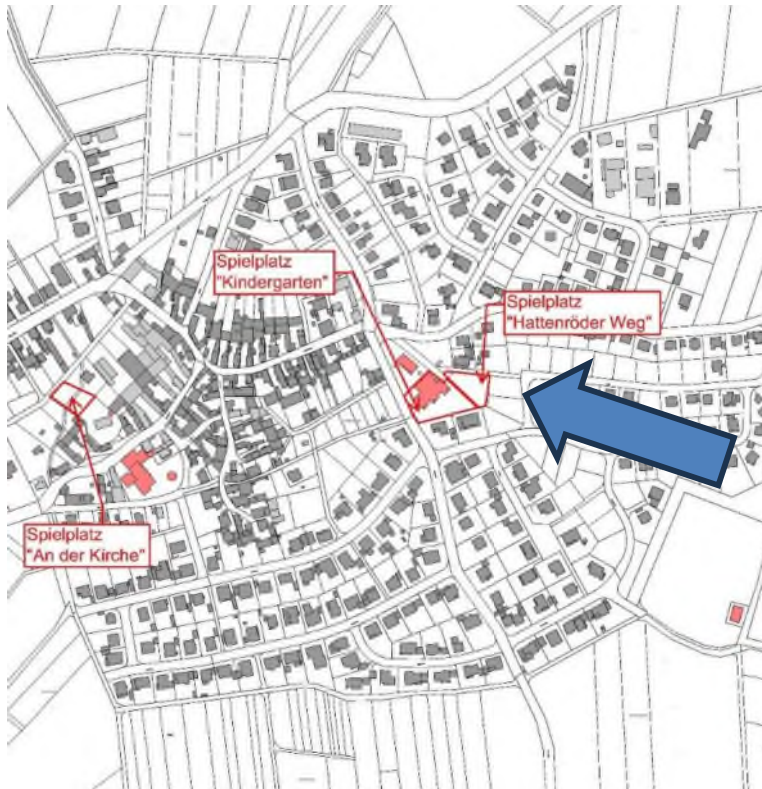 Spielplatz
"Kindergarten"
Spielplatz
"Hattenröder Weg"
Spielplatz
"An der Kirche"